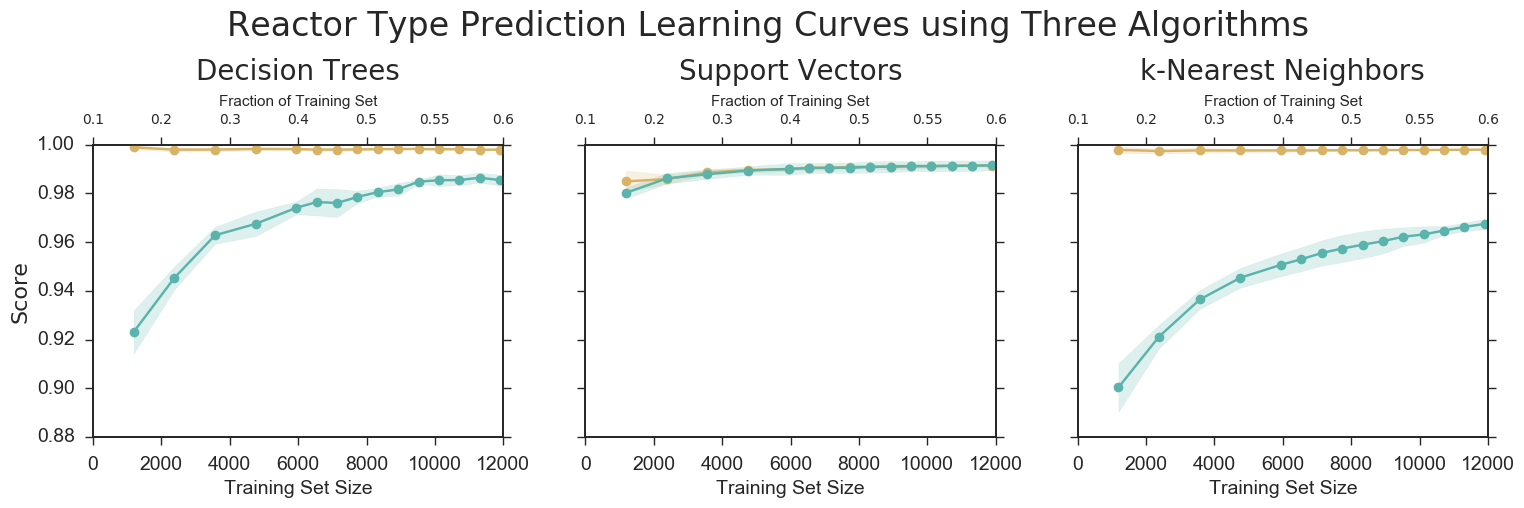 Reactor Type Prediction Learning Curves using Three Algorithms
Decision Trees
Fraction of Training Set
0.1 0.2 0.3 0.4 0.5 0.55 0.6
1.00
0.98
0.96
0.94
0.92
0.90
0.88
Score
0 2000 4000 6000 8000 10000 12000
Training Set Size
Support Vectors
Fraction of Training Set
0.1 0.2 0.3 0.4 0.5 0.55 0.6
0 2000 4000 6000 8000 10000 12000
Training Set Size
k-Nearest Neighbors
Fraction of Training Set
0.1 0.2 0.3 0.4 0.5 0.55 0.6
0 2000 4000 6000 8000 10000 12000
Training Set Size